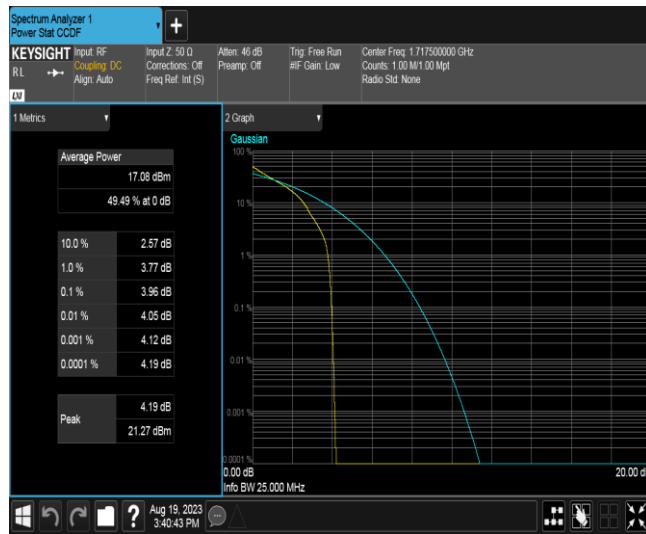 Spectrum Analyzer 1
Power Stat CCDF
KEYSIGHT
RL
LXI
Input: RF
Coupling: DC
Align: Auto
Input Z: 50 Ω
Corrections: Off
Freq Ref: Int (S)
Atten: 46 dB
Preamp: Off
Trig: Free Run
#IF Gain: Low
Center Freq: 1.717500000 GHz
Counts: 1.00 M/1.00 Mpt
Radio Std: None
1 Metrics
Average Power
17.08 dBm
49.49 % at 0 dB
10.0 % 2.57 dB
1.0 % 3.77 dB
0.1 % 3.96 dB
0.01 % 4.05 dB
0.001 % 4.12 dB
0.0001 % 4.19 dB
Peak
4.19 dB
21.27 dBm
2 Graph
Gaussian
100 %
10 %
1 %
0.1 %
0.01 %
0.001 %
0.0001 %
0.00 dB
20.00 d
Info BW 25.000 MHz
?
Aug 19, 2023
3:40:43 PM